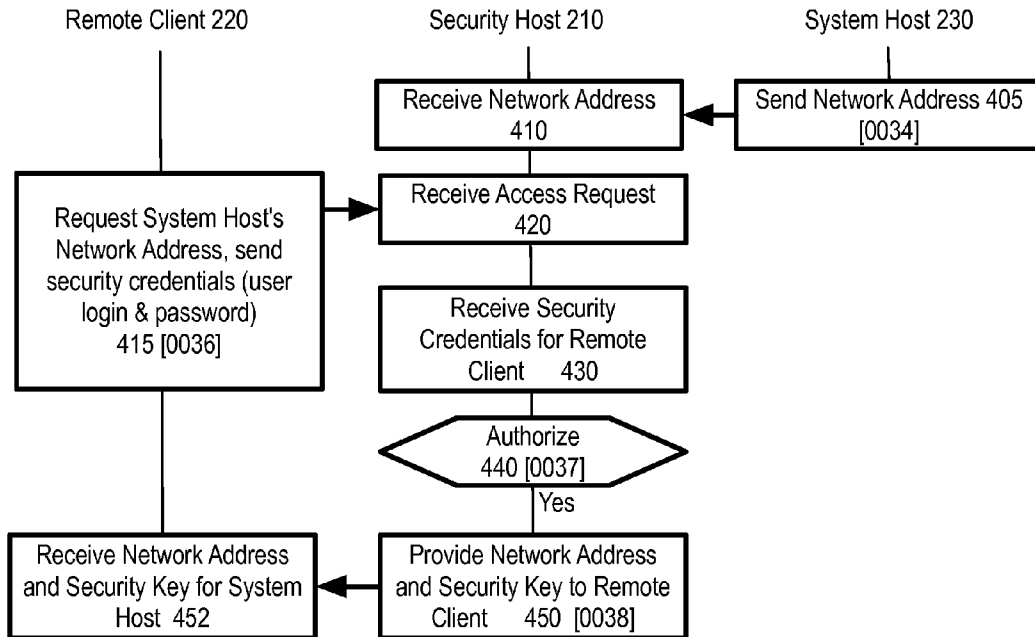 Remote Client 220
Security Host 210
System Host 230
Receive Network Address
410
Send Network Address 405
[0034]
Request System Host's
Network Address, send
security credentials (user
login & password)
415 [0036]
Receive Access Request
420
Receive Security
Credentials for Remote
Client 430
Authorize
440 [0037]
Yes
Receive Network Address
and Security Key for System
Host 452
Provide Network Address
and Security Key to Remote
Client 450 [0038]